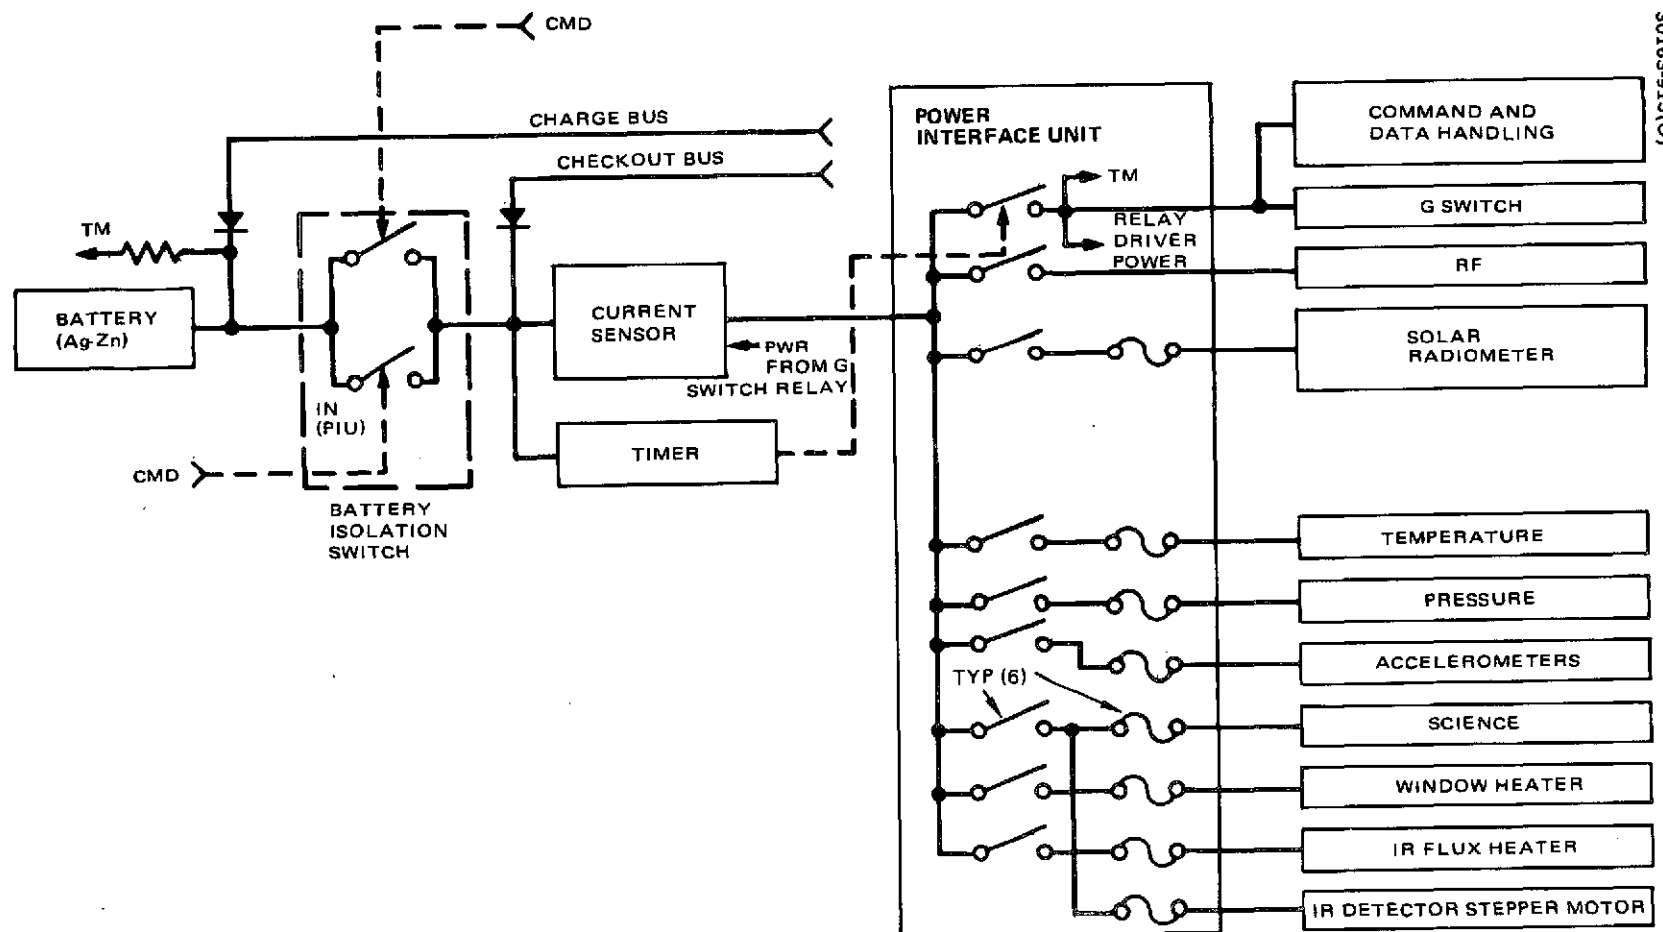 CMD
CHARGE BUS
CHECKOUT BUS
TM
BATTERY
(Ag-Zn)
IN
(PIU)
CMD
BATTERY
ISOLATION
SWITCH
CURRENT
SENSOR
PWR
FROM G
SWITCH RELAY
TIMER
POWER
INTERFACE UNIT
TM
RELAY
DRIVER
POWER
TYP (6)
COMMAND AND
DATA HANDLING
G SWITCH
RF
SOLAR
RADIOMETER
TEMPERATURE
PRESSURE
ACCELEROMETERS
SCIENCE
WINDOW HEATER
IR FLUX HEATER
IR DETECTOR STEPPER MOTOR